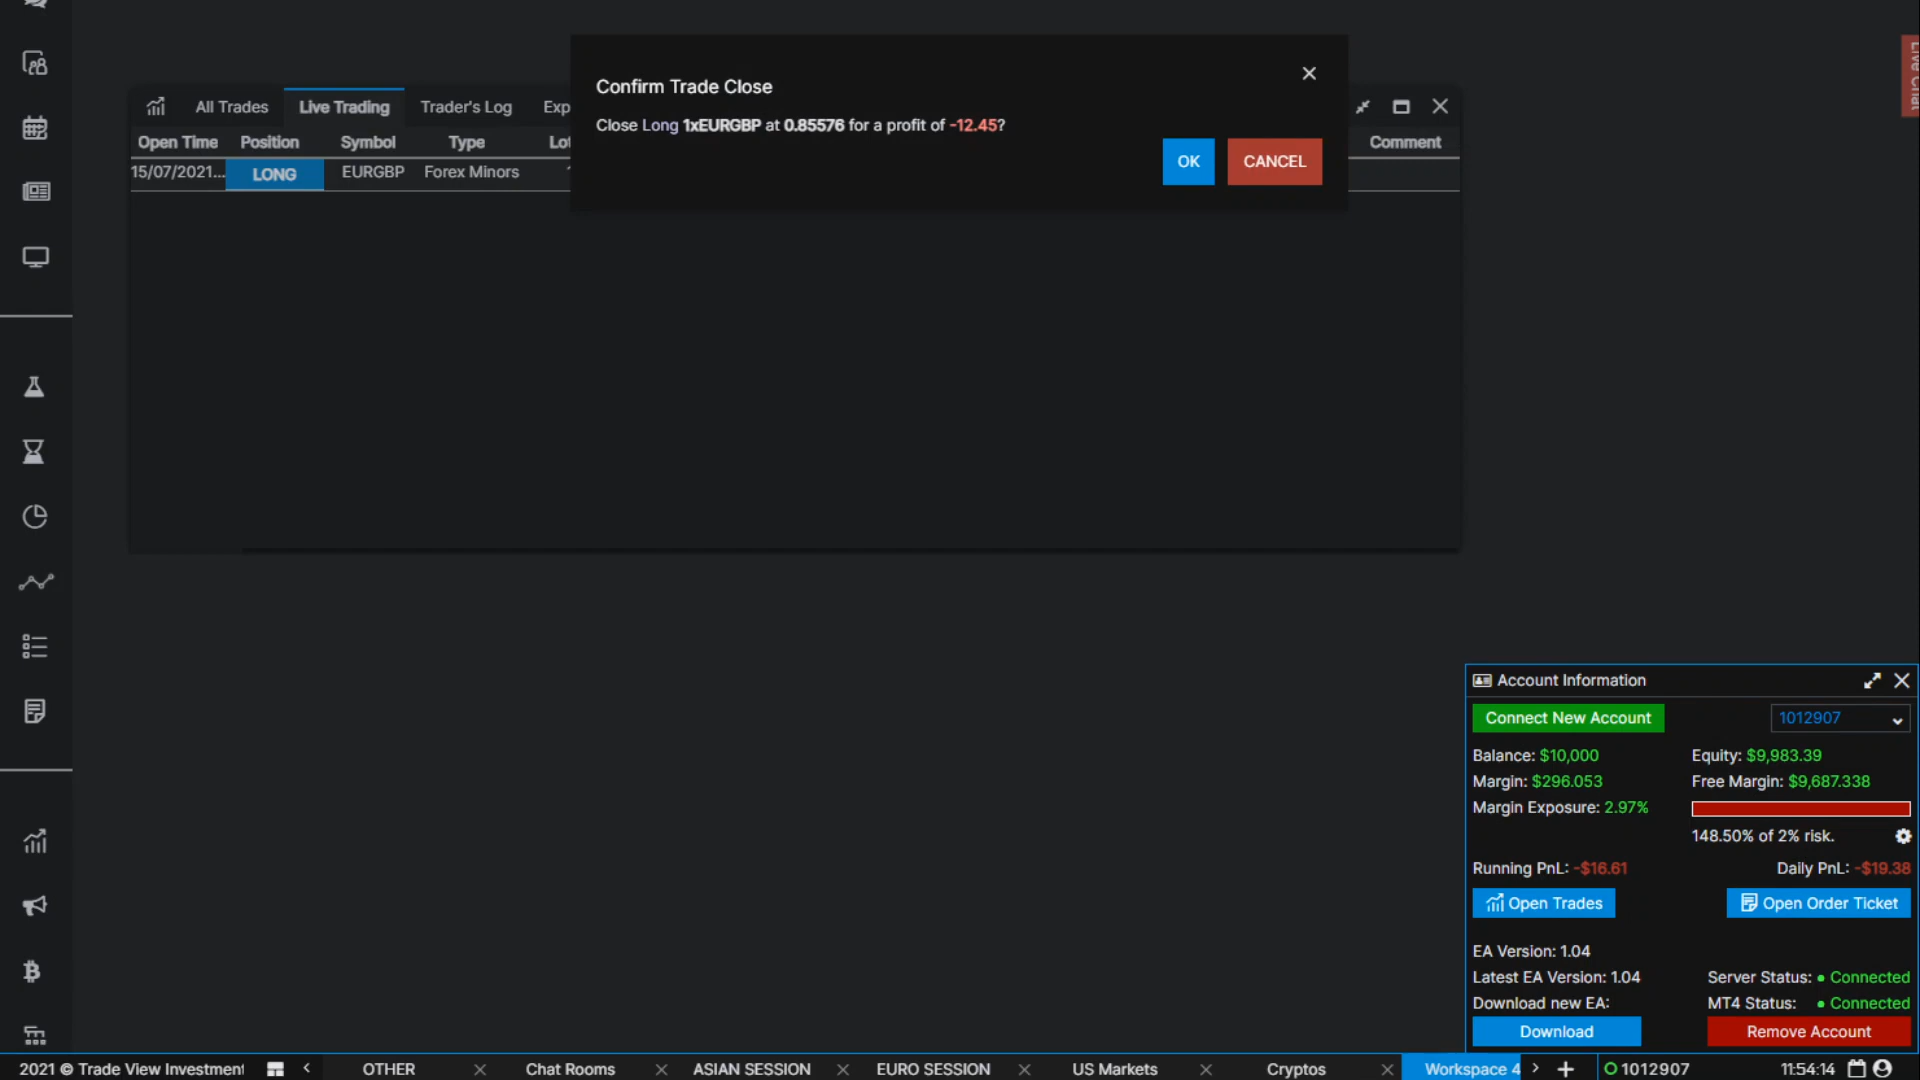 Confirm Trade Close
Close Long 1xEURGBP at 0.85576 for a profit of -12.45?
OK CANCEL
All Trades Live Trading Trader's Log Exp
Open Time Position Symbol Type Lot Comment
15/07/2021... LONG EURGBP Forex Minors
Live Chat
Account Information
Connect New Account 1012907
Balance: $10,000 Equity: $9,983.39
Margin: $296.053 Free Margin: $9,687.338
Margin Exposure: 2.97%
148.50% of 2% risk.
Running PnL: -$16.61 Daily PnL: -$19.38
Open Trades Open Order Ticket
EA Version: 1.04
Latest EA Version: 1.04 Server Status: • Connected
Download new EA: MT4 Status: • Connected
Download Remove Account
2021 © Trade View Investment OTHER Chat Rooms ASIAN SESSION EURO SESSION US Markets Cryptos Workspace 4 1012907 11:54:14